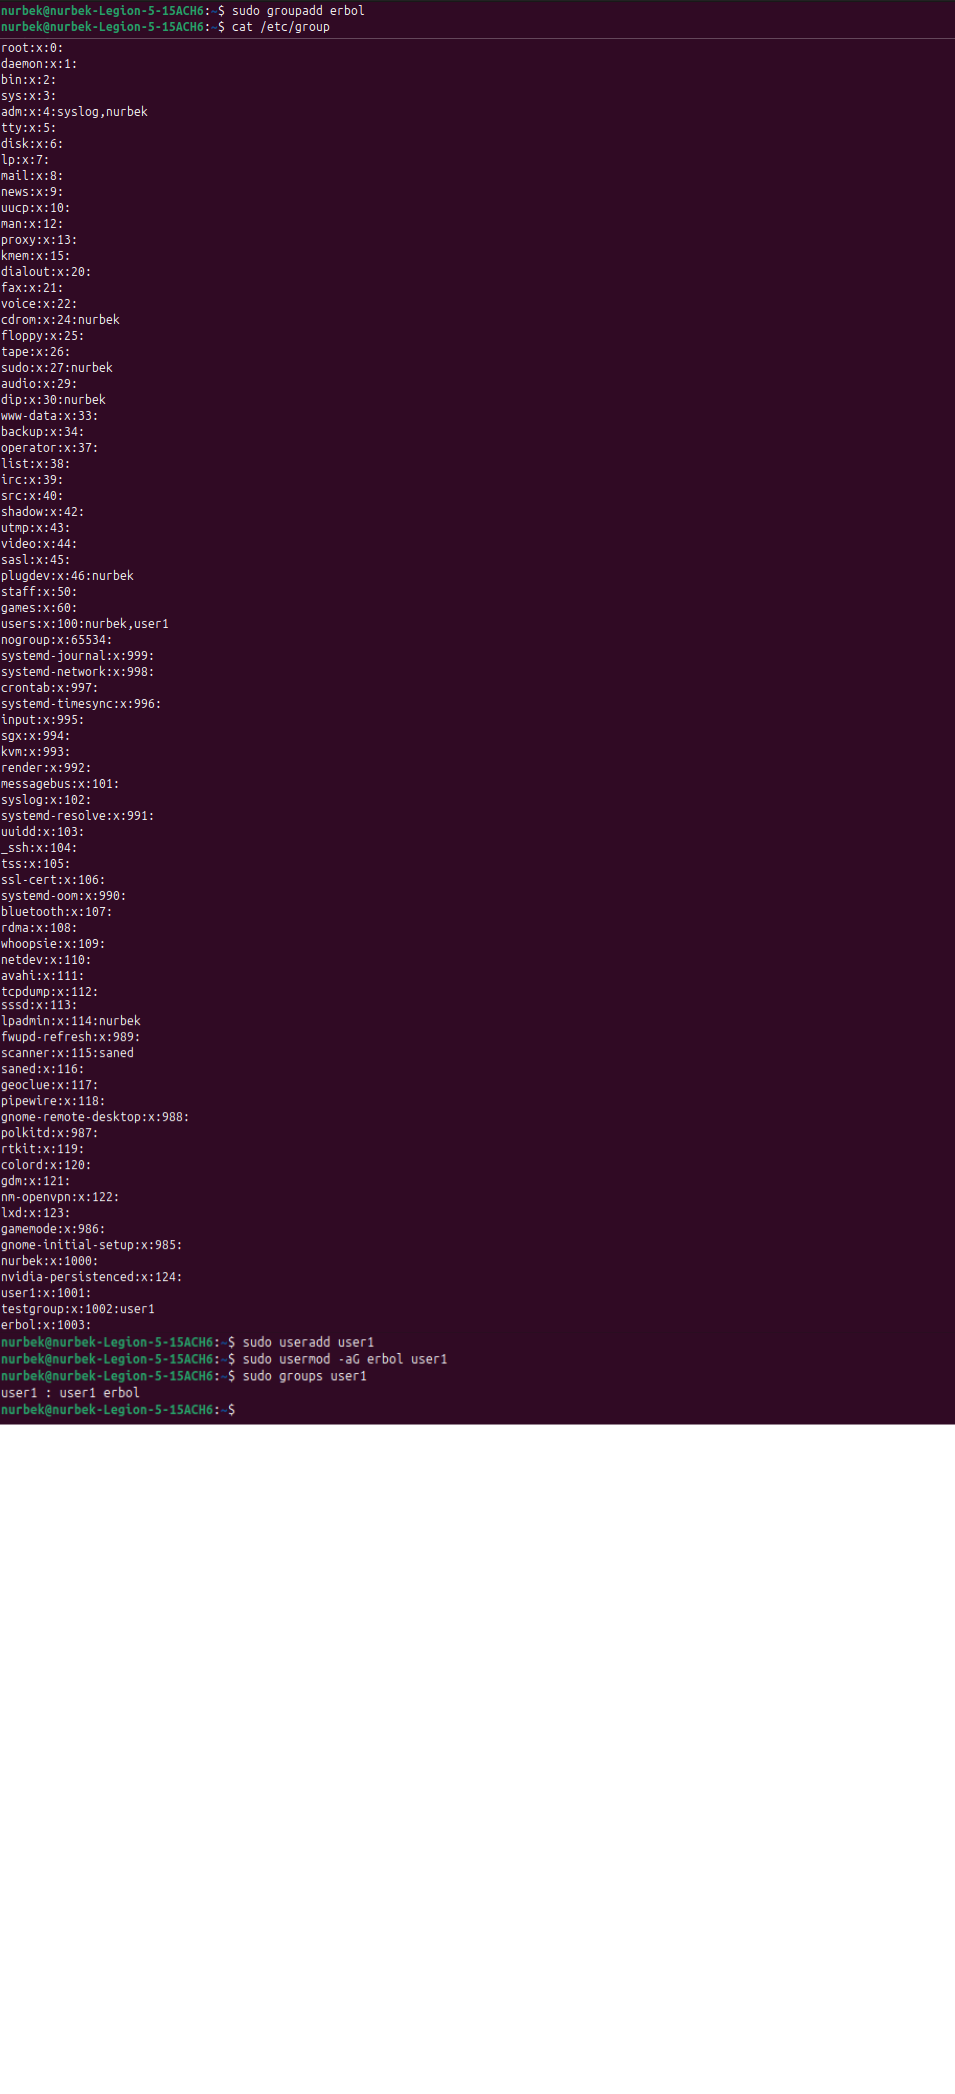 nurbek@nurbek-Legion-5-15ACH6:~$ sudo groupadd erbol
nurbek@nurbek-Legion-5-15ACH6:~$ cat /etc/group
root:x:0:
daemon:x:1:
bin:x:2:
sys:x:3:
adm:x:4:syslog,nurbek
tty:x:5:
disk:x:6:
lp:x:7:
mail:x:8:
news:x:9:
uucp:x:10:
man:x:12:
proxy:x:13:
kmem:x:15:
dialout:x:20:
fax:x:21:
voice:x:22:
cdrom:x:24:nurbek
floppy:x:25:
tape:x:26:
sudo:x:27:nurbek
audio:x:29:
dip:x:30:nurbek
www-data:x:33:
backup:x:34:
operator:x:37:
list:x:38:
irc:x:39:
src:x:40:
shadow:x:42:
utmp:x:43:
video:x:44:
sasl:x:45:
plugdev:x:46:nurbek
staff:x:50:
games:x:60:
users:x:100:nurbek,user1
nogroup:x:65534:
systemd-journal:x:999:
systemd-network:x:998:
crontab:x:997:
systemd-timesync:x:996:
input:x:995:
sgx:x:994:
kvm:x:993:
render:x:992:
messagebus:x:101:
syslog:x:102:
systemd-resolve:x:991:
uuidd:x:103:
_ssh:x:104:
tss:x:105:
ssl-cert:x:106:
systemd-oom:x:990:
bluetooth:x:107:
rdma:x:108:
whoopsie:x:109:
netdev:x:110:
avahi:x:111:
tcpdump:x:112:
sssd:x:113:
lpadmin:x:114:nurbek
fwupd-refresh:x:989:
scanner:x:115:saned
saned:x:116:
geoclue:x:117:
pipewire:x:118:
gnome-remote-desktop:x:988:
polkitd:x:987:
rtkit:x:119:
colord:x:120:
gdm:x:121:
nm-openvpn:x:122:
lxd:x:123:
gamemode:x:986:
gnome-initial-setup:x:985:
nurbek:x:1000:
nvidia-persistenced:x:124:
user1:x:1001:
testgroup:x:1002:user1
erbol:x:1003:
nurbek@nurbek-Legion-5-15ACH6:~$ sudo useradd user1
nurbek@nurbek-Legion-5-15ACH6:~$ sudo usermod -aG erbol user1
nurbek@nurbek-Legion-5-15ACH6:~$ sudo groups user1
user1 : user1 erbol
nurbek@nurbek-Legion-5-15ACH6:~$